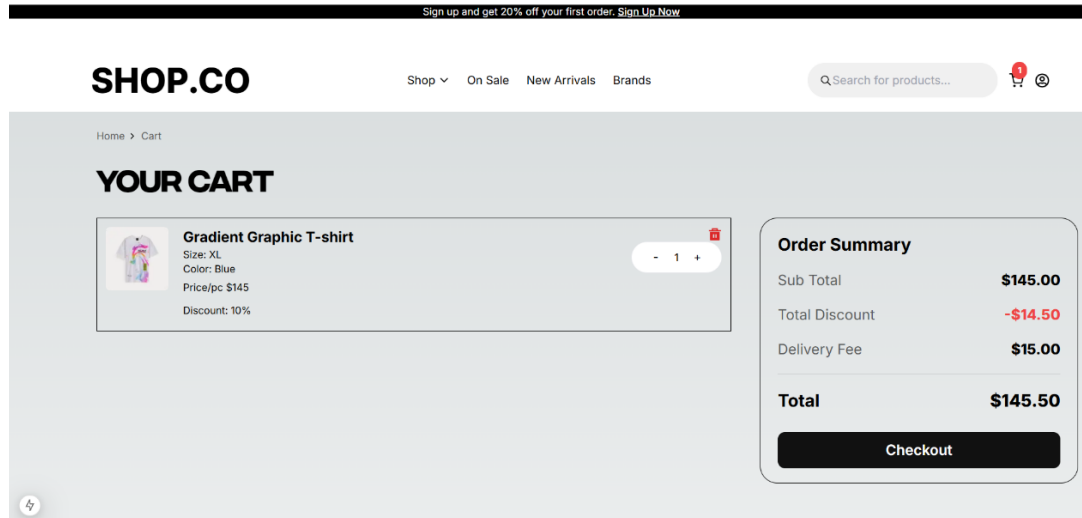 Sign up and get 20% off your first order. Sign Up Now
SHOP.CO
Shop On Sale New Arrivals Brands
Search for products...
1
Home > Cart
YOUR CART
Gradient Graphic T-shirt
Size: XL
Color: Blue
Price/pc $145
Discount: 10%
- 1 +
Order Summary
Sub Total $145.00
Total Discount -$14.50
Delivery Fee $15.00
Total $145.50
Checkout